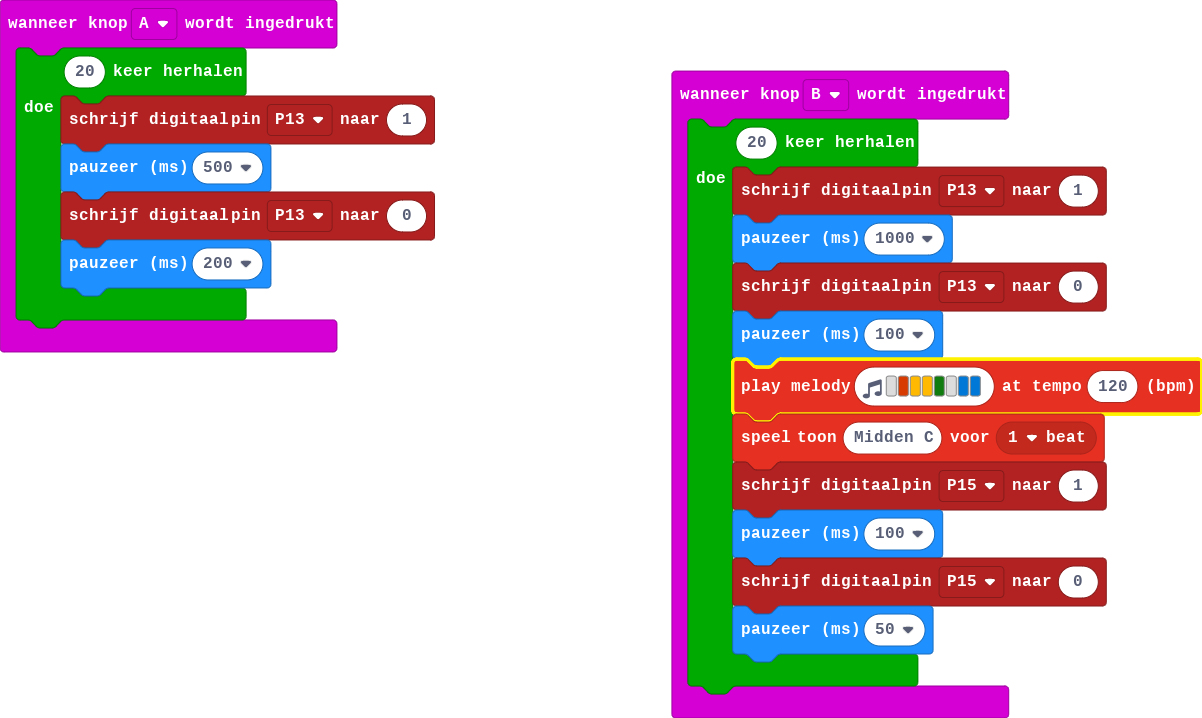 wanneer knop A wordt ingedrukt
20 keer herhalen
doe
schrijf digitaalpin P13 naar 1
pauzeer (ms) 500
schrijf digitaalpin P13 naar 0
pauzeer (ms) 200
wanneer knop B wordt ingedrukt
20 keer herhalen
doe
schrijf digitaalpin P13 naar 1
pauzeer (ms) 1000
schrijf digitaalpin P13 naar 0
pauzeer (ms) 100
play melody at tempo 120 (bpm)
speel toon Midden C voor 1 beat
schrijf digitaalpin P15 naar 1
pauzeer (ms) 100
schrijf digitaalpin P15 naar 0
pauzeer (ms) 50